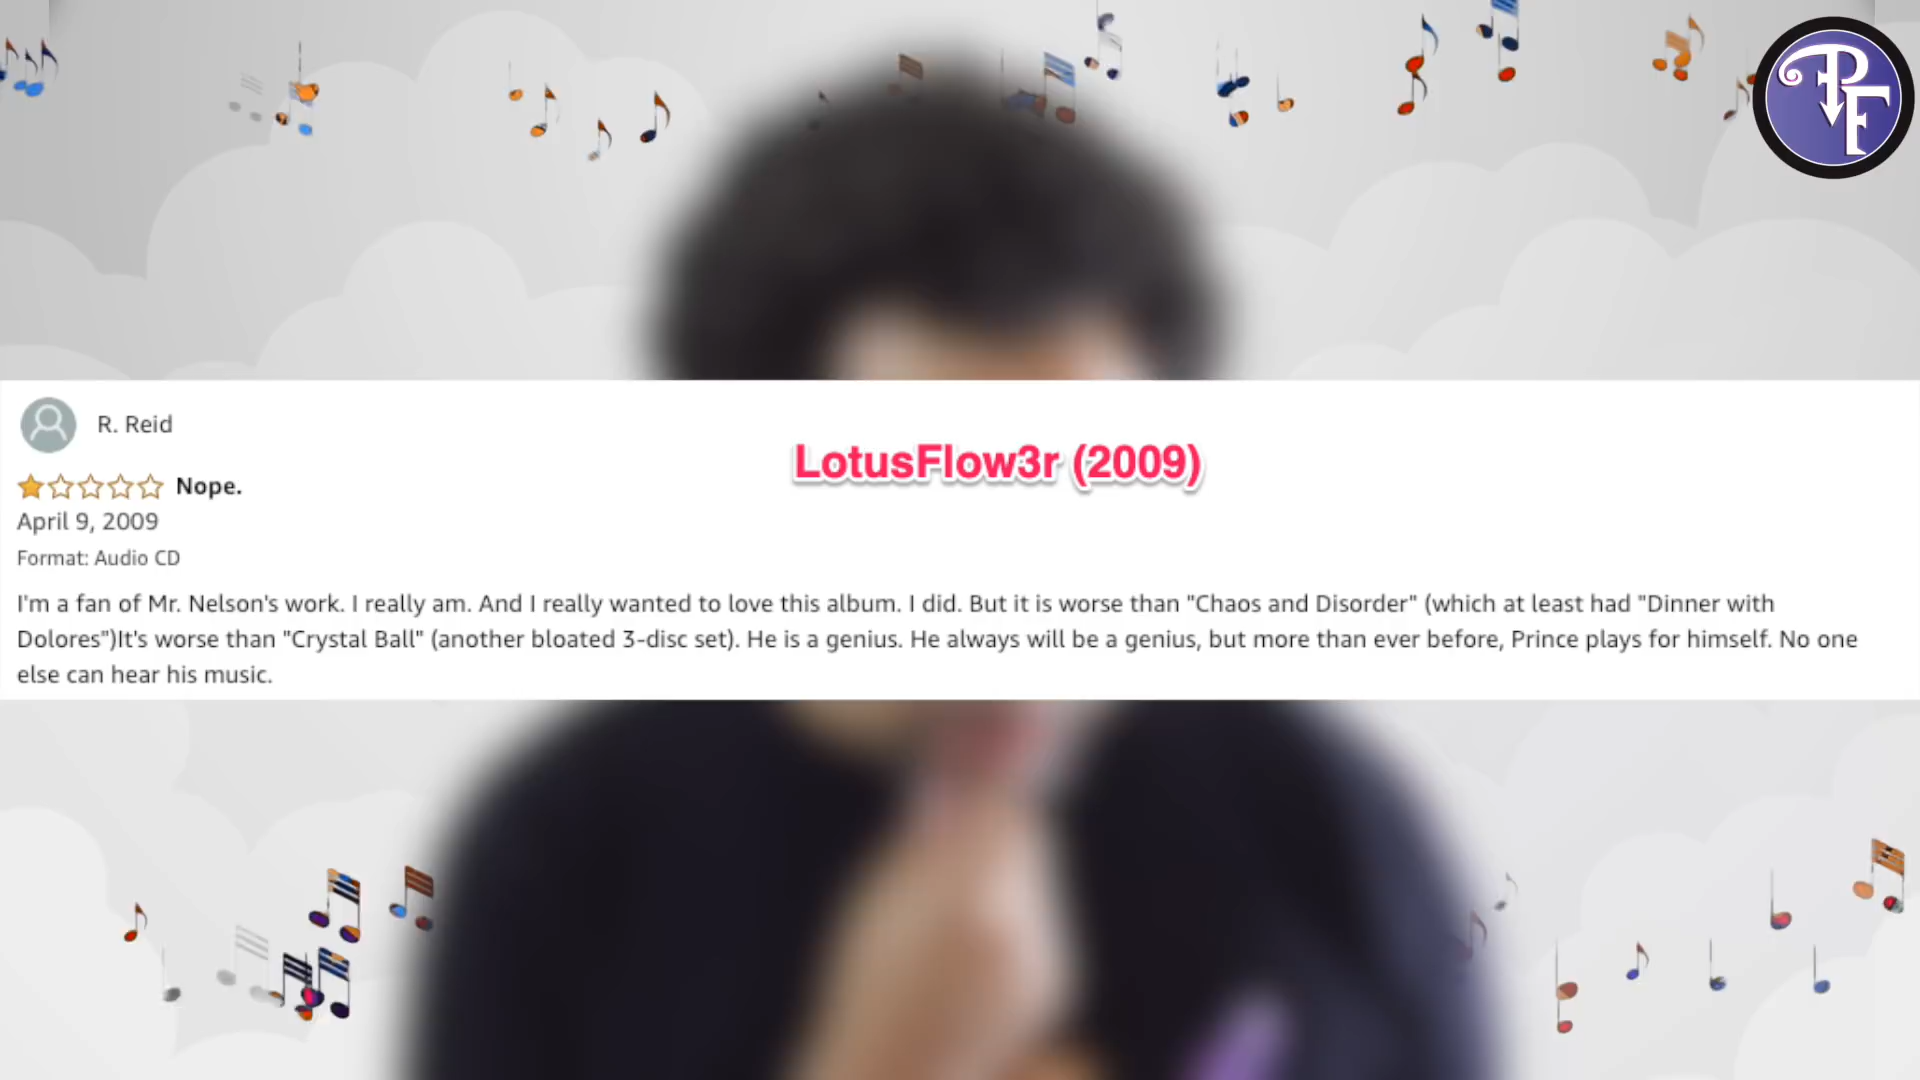 PF
R. Reid
LotusFlow3r (2009)
Nope.
April 9, 2009
Format: Audio CD
I'm a fan of Mr. Nelson's work. I really am. And I really wanted to love this album. I did. But it is worse than "Chaos and Disorder" (which at least had "Dinner with
Dolores")It's worse than "Crystal Ball" (another bloated 3-disc set). He is a genius. He always will be a genius, but more than ever before, Prince plays for himself. No one
else can hear his music.